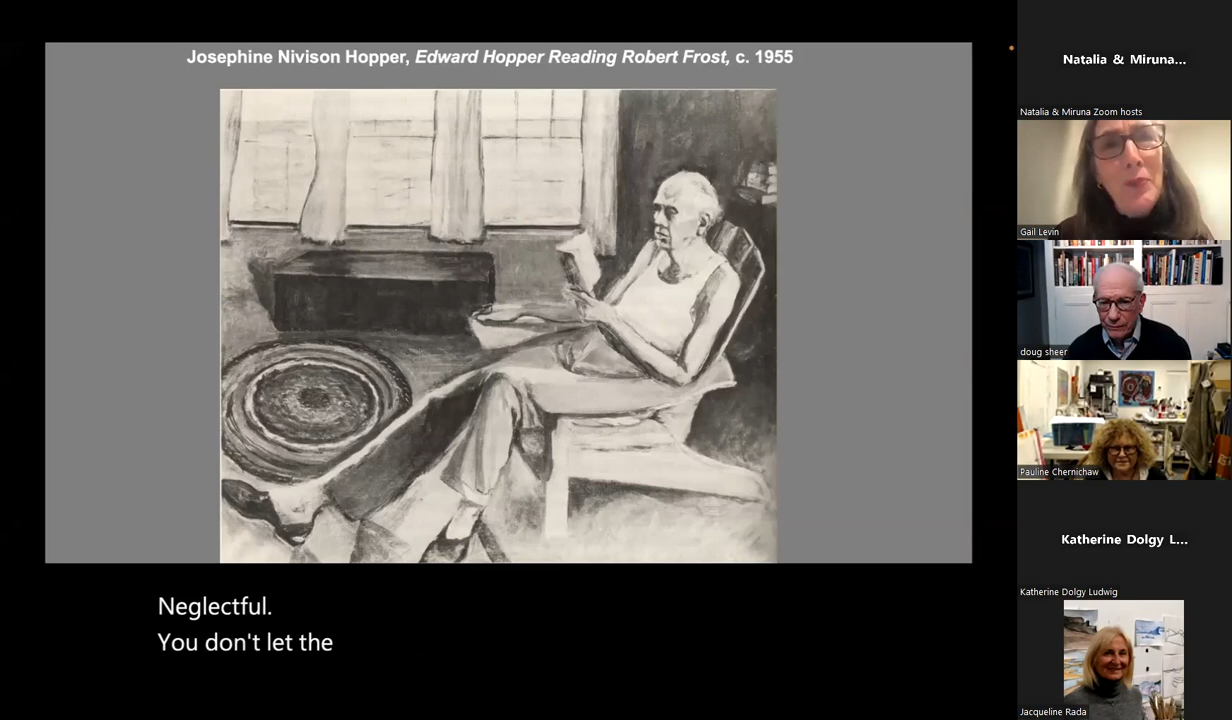 Josephine Nivison Hopper, Edward Hopper Reading Robert Frost, c. 1955
Neglectful.
You don't let the
Natalia & Miruna...
Natalia & Miruna Zoom hosts
Gail Levin
doug sheer
Pauline Chernichaw
Katherine Dolgy L...
Katherine Dolgy Ludwig
Jacqueline Rada